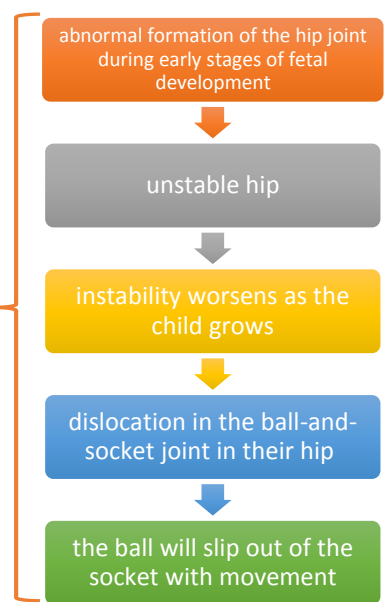 abnormal formation of the hip joint
during early stages of fetal
development
unstable hip
instability worsens as the
child grows
dislocation in the ball-and-
socket joint in their hip
the ball will slip out of the
socket with movement